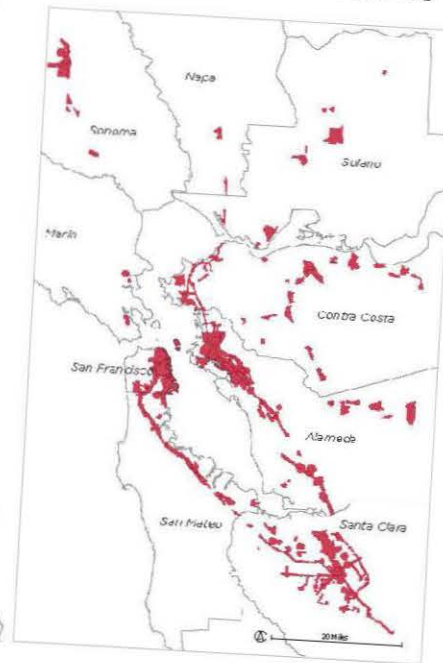 Napa
Sonoma
Solano
Marin
Contra Costa
San Francisco
Alameda
San Mateo
Santa Clara
20 Miles